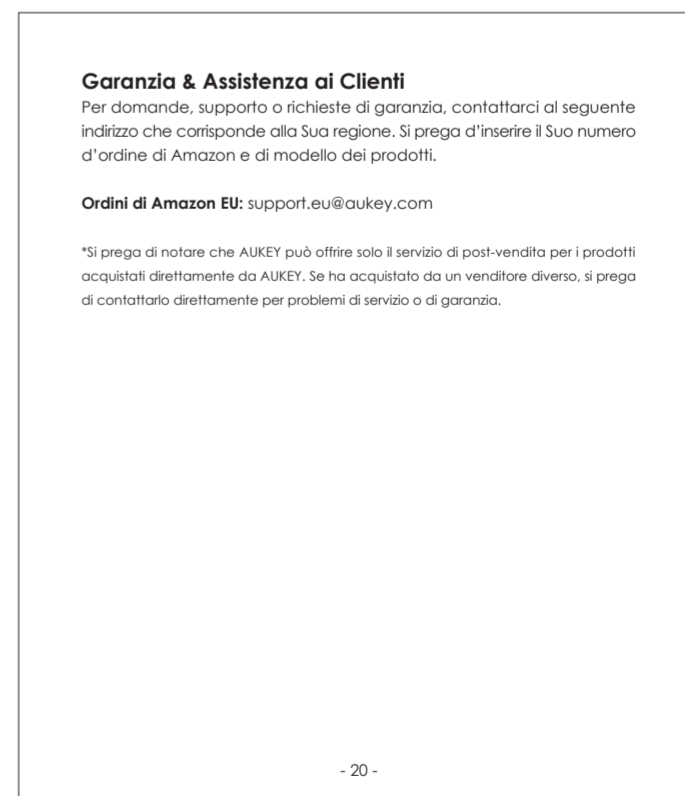 Garanzia & Assistenza ai Clienti
Per domande, supporto o richieste di garanzia, contattarci al seguente
indirizzo che corrisponde alla Sua regione. Si prega d’inserire il Suo numero
d’ordine di Amazon e di modello dei prodotti.
Ordini di Amazon EU: support.eu@aukey.com
*Si prega di notare che AUKEY può offrire solo il servizio di post-vendita per i prodotti
acquistati direttamente da AUKEY. Se ha acquistato da un venditore diverso, si prega
di contattarlo direttamente per problemi di servizio o di garanzia.
- 20 -